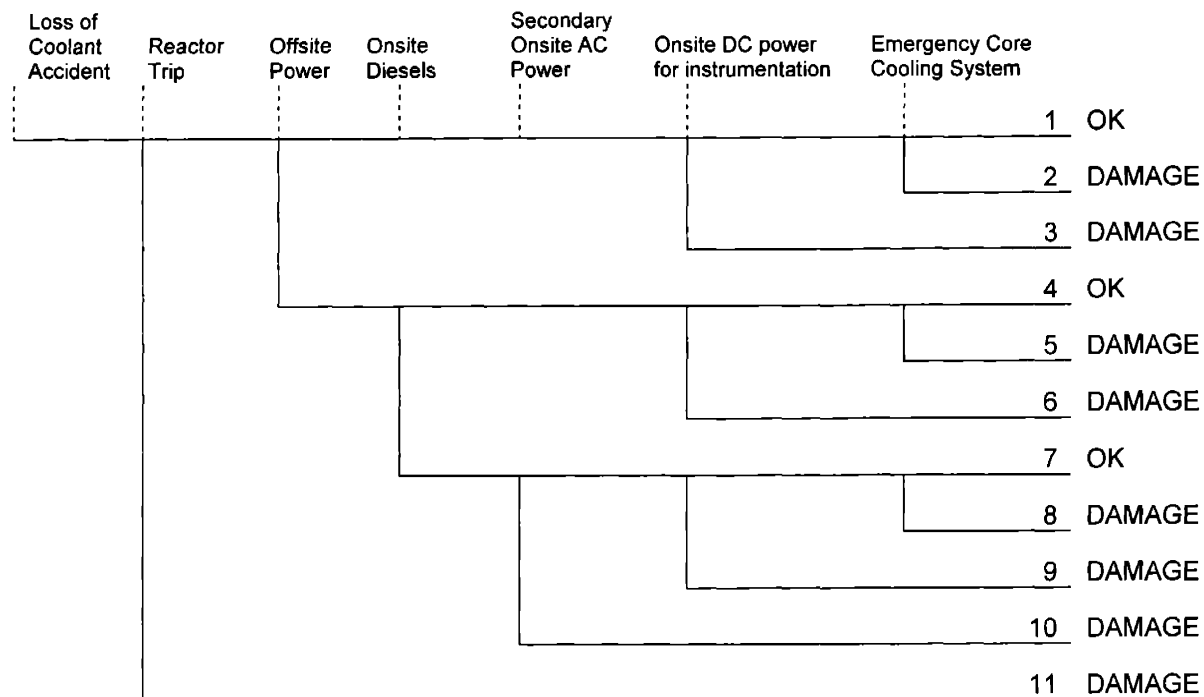 Loss of
Coolant
Accident
Reactor
Trip
Offsite
Power
Onsite
Diesels
Secondary
Onsite AC
Power
Onsite DC power
for instrumentation
Emergency Core
Cooling System
1 OK
2 DAMAGE
3 DAMAGE
4 OK
5 DAMAGE
6 DAMAGE
7 OK
8 DAMAGE
9 DAMAGE
10 DAMAGE
11 DAMAGE